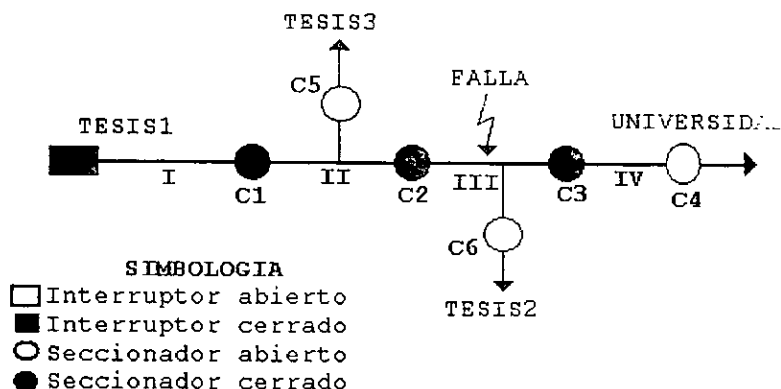 TESIS3
C5
FALLA
TESIS1
I
C1
II
C2
III
C3
IV
C4
C6
TESIS2
SIMBOLOGIA
Interruptor abierto
Interruptor cerrado
Seccionador abierto
Seccionador cerrado